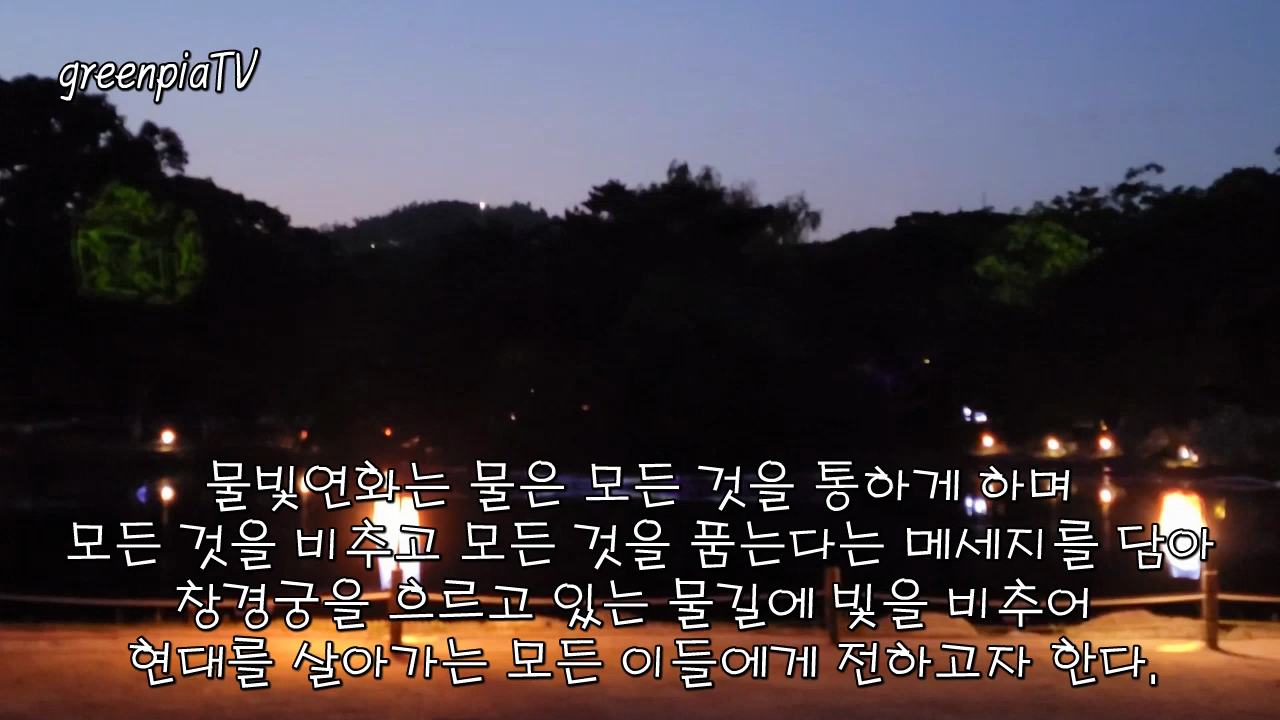 greenpiaTV
물빛연화는 물은 모든 것을 통하게 하며
모든 것을 비추고 모든 것을 품는다는 메세지를 담아
창경궁을 흐르고 있는 물길에 빛을 비추어
현대를 살아가는 모든 이들에게 전하고자 한다.